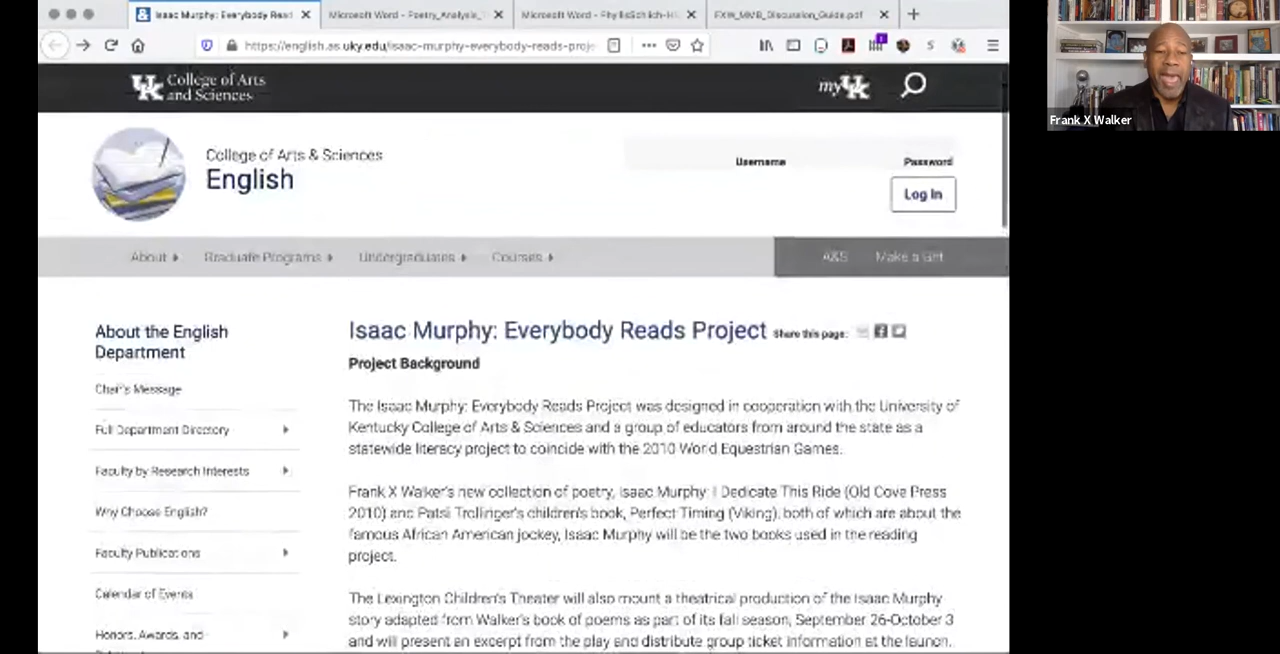 Isaac Murphy: Everybody Read
Microsoft Word - Poetry_Analysis_
Microsoft Word -
FXW_MMB_Discussion_Guide.pdf
https://english.as.uky.edu/isaac-murphy-everybody-reads-proje
Frank X Walker
UK College of Arts
and Sciences
myUK
College of Arts & Sciences
English
Username
Password
Log In
About
Graduate Programs
Undergraduates
Courses
A&S
Make a Gift
About the English
Department
Chair's Message
Full Department Directory
Faculty by Research Interests
Why Choose English?
Faculty Publications
Calendar of Events
Honors, Awards, and
Isaac Murphy: Everybody Reads Project
Share this page:
Project Background
The Isaac Murphy: Everybody Reads Project was designed in cooperation with the University of
Kentucky College of Arts & Sciences and a group of educators from around the state as a
statewide literacy project to coincide with the 2010 World Equestrian Games.
Frank X Walker's new collection of poetry, Isaac Murphy: I Dedicate This Ride (Old Cove Press
2010) and Patsi Trollinger's children's book, Perfect Timing (Viking), both of which are about the
famous African American jockey, Isaac Murphy will be the two books used in the reading
project.
The Lexington Children's Theater will also mount a theatrical production of the Isaac Murphy
story adapted from Walker's book of poems as part of its fall season, September 26-October 3
and will present an excerpt from the play and distribute group ticket information at the launch.